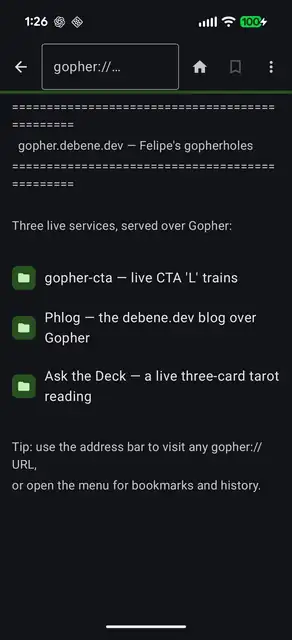 1:26
100
gopher://…
=====================================
=========
gopher.debene.dev — Felipe's gopherholes
=====================================
=========
Three live services, served over Gopher:
gopher-cta — live CTA 'L' trains
Phlog — the debene.dev blog over
Gopher
Ask the Deck — a live three-card tarot
reading
Tip: use the address bar to visit any gopher://
URL,
or open the menu for bookmarks and history.